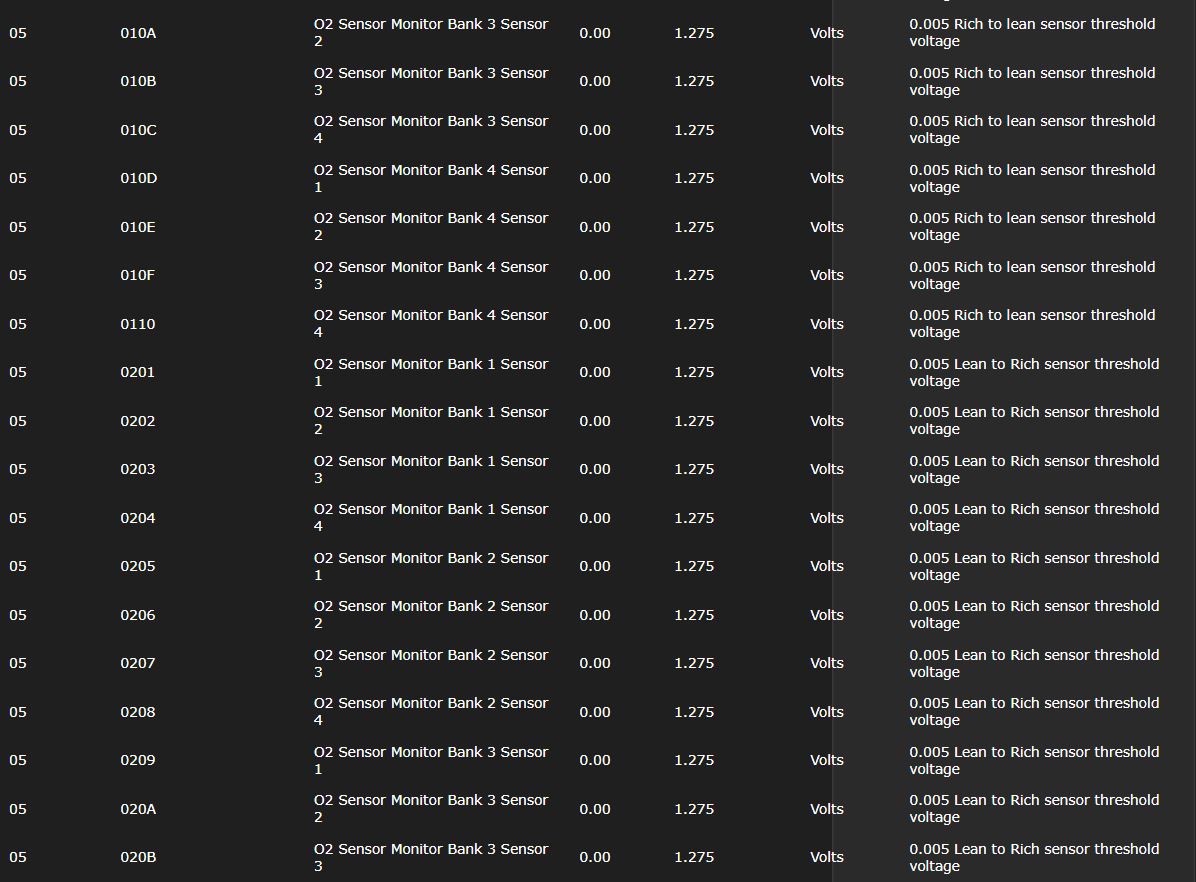 05 010A O2 Sensor Monitor Bank 3 Sensor 2 0.00 1.275 Volts 0.005 Rich to lean sensor threshold voltage
05 010B O2 Sensor Monitor Bank 3 Sensor 3 0.00 1.275 Volts 0.005 Rich to lean sensor threshold voltage
05 010C O2 Sensor Monitor Bank 3 Sensor 4 0.00 1.275 Volts 0.005 Rich to lean sensor threshold voltage
05 010D O2 Sensor Monitor Bank 4 Sensor 1 0.00 1.275 Volts 0.005 Rich to lean sensor threshold voltage
05 010E O2 Sensor Monitor Bank 4 Sensor 2 0.00 1.275 Volts 0.005 Rich to lean sensor threshold voltage
05 010F O2 Sensor Monitor Bank 4 Sensor 3 0.00 1.275 Volts 0.005 Rich to lean sensor threshold voltage
05 0110 O2 Sensor Monitor Bank 4 Sensor 4 0.00 1.275 Volts 0.005 Rich to lean sensor threshold voltage
05 0201 O2 Sensor Monitor Bank 1 Sensor 1 0.00 1.275 Volts 0.005 Lean to Rich sensor threshold voltage
05 0202 O2 Sensor Monitor Bank 1 Sensor 2 0.00 1.275 Volts 0.005 Lean to Rich sensor threshold voltage
05 0203 O2 Sensor Monitor Bank 1 Sensor 3 0.00 1.275 Volts 0.005 Lean to Rich sensor threshold voltage
05 0204 O2 Sensor Monitor Bank 1 Sensor 4 0.00 1.275 Volts 0.005 Lean to Rich sensor threshold voltage
05 0205 O2 Sensor Monitor Bank 2 Sensor 1 0.00 1.275 Volts 0.005 Lean to Rich sensor threshold voltage
05 0206 O2 Sensor Monitor Bank 2 Sensor 2 0.00 1.275 Volts 0.005 Lean to Rich sensor threshold voltage
05 0207 O2 Sensor Monitor Bank 2 Sensor 3 0.00 1.275 Volts 0.005 Lean to Rich sensor threshold voltage
05 0208 O2 Sensor Monitor Bank 2 Sensor 4 0.00 1.275 Volts 0.005 Lean to Rich sensor threshold voltage
05 0209 O2 Sensor Monitor Bank 3 Sensor 1 0.00 1.275 Volts 0.005 Lean to Rich sensor threshold voltage
05 020A O2 Sensor Monitor Bank 3 Sensor 2 0.00 1.275 Volts 0.005 Lean to Rich sensor threshold voltage
05 020B O2 Sensor Monitor Bank 3 Sensor 3 0.00 1.275 Volts 0.005 Lean to Rich sensor threshold voltage